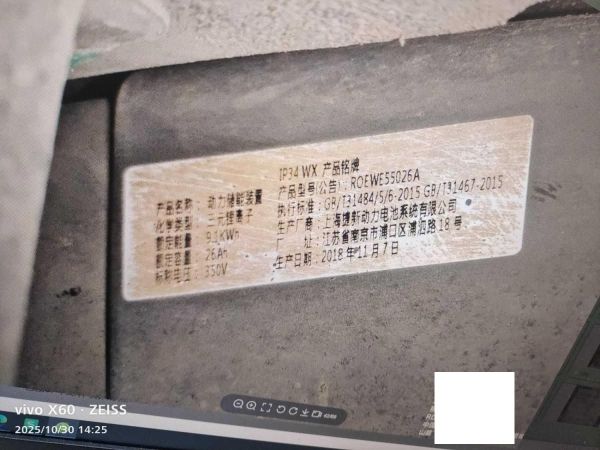 IP34 WX 产品铭牌
产品名称：动力储能装置
产品型号(公告)：ROEWE55026A
化学类型：三元锂离子
执行标准：GB/T31484/5/6-2015 GB/T31467-2015
额定能量：9.1KWh
生产厂商：上海捷新动力电池系统有限公司
额定容量：26Ah
厂 址：江苏省南京市浦口区浦泗路18号
标称电压：350V
生产日期：2018年11月7日
vivo X60 · ZEISS
2025/10/30 14:25